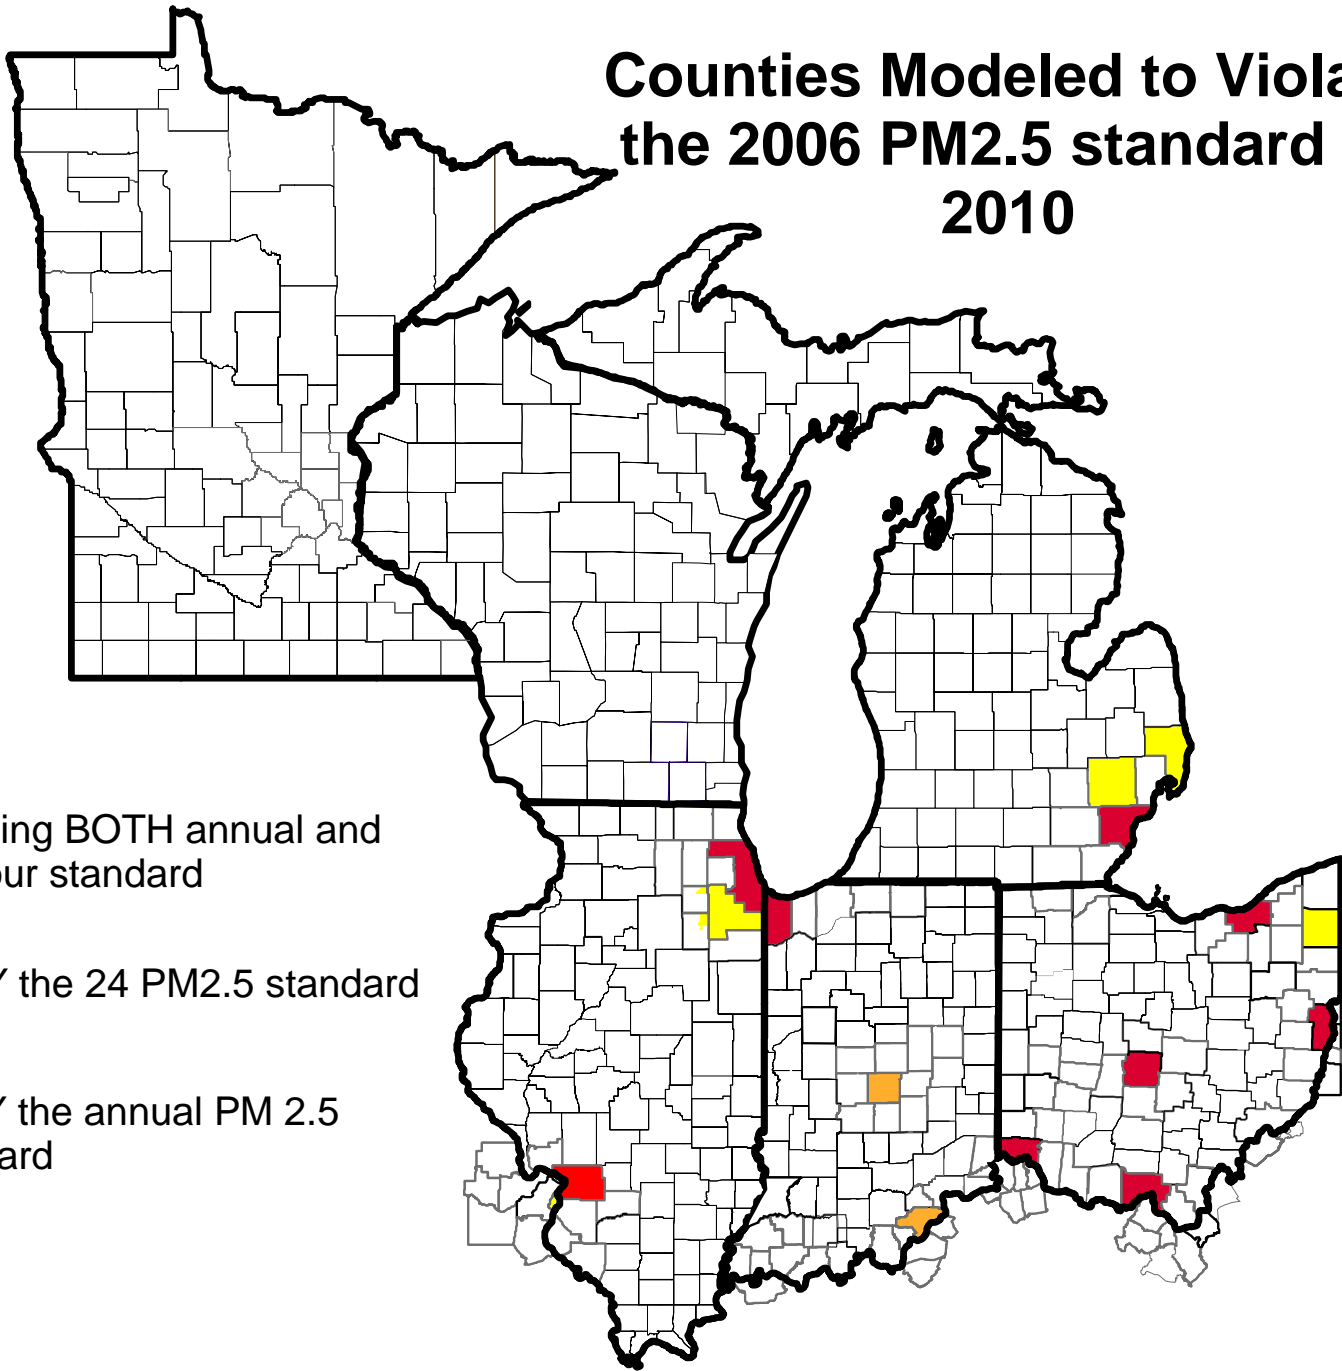 Counties Modeled to Viola
the 2006 PM2.5 standard
2010
ing BOTH annual and
our standard
Y the 24 PM2.5 standard
Y the annual PM 2.5
ard